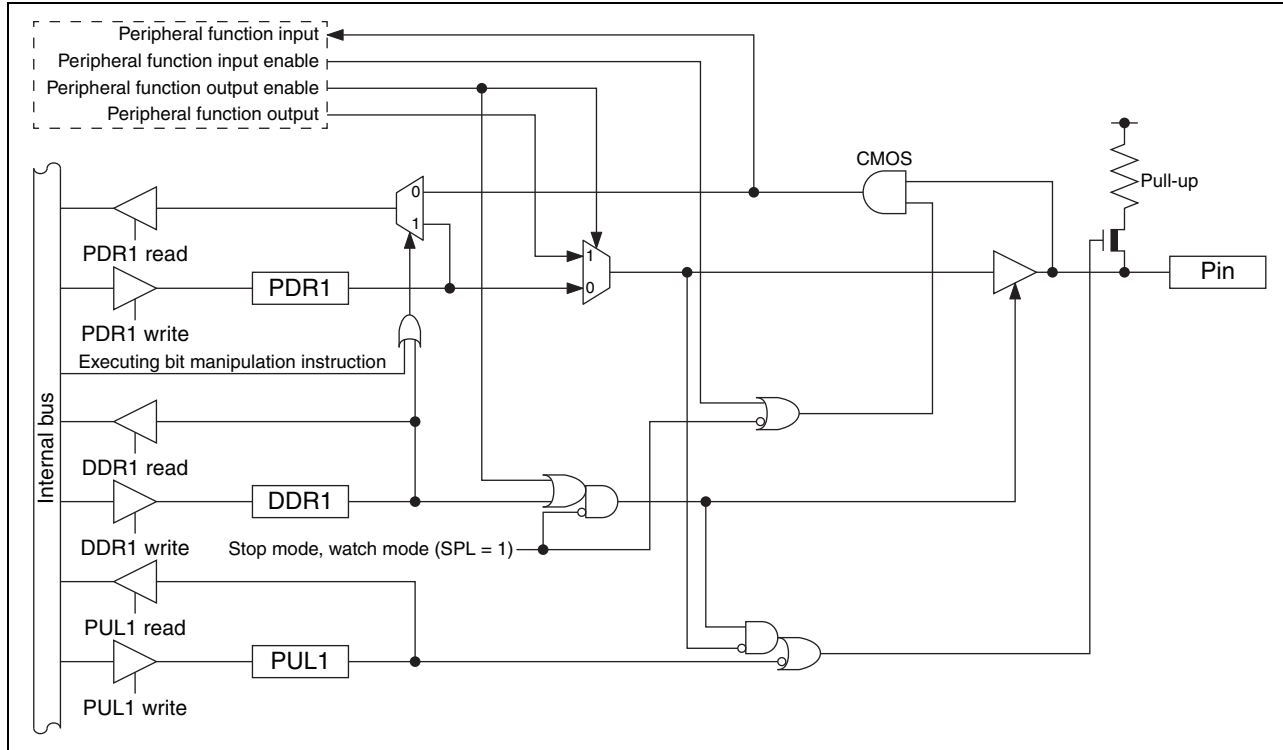 Peripheral function input
Peripheral function input enable
Peripheral function output enable
Peripheral function output
CMOS
Pull-up
0
1
PDR1 read
1
0
Pin
PDR1
PDR1 write
Executing bit manipulation instruction
Internal bus
DDR1 read
DDR1
DDR1 write
Stop mode, watch mode (SPL = 1)
PUL1 read
PUL1
PUL1 write